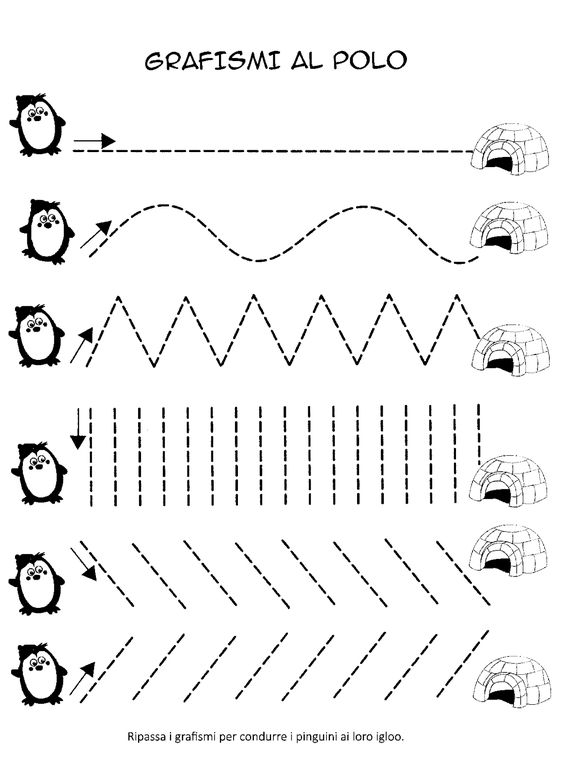 GRAFISMI AL POLO
Ripassa i grafismi per condurre i pinguini ai loro igloo.